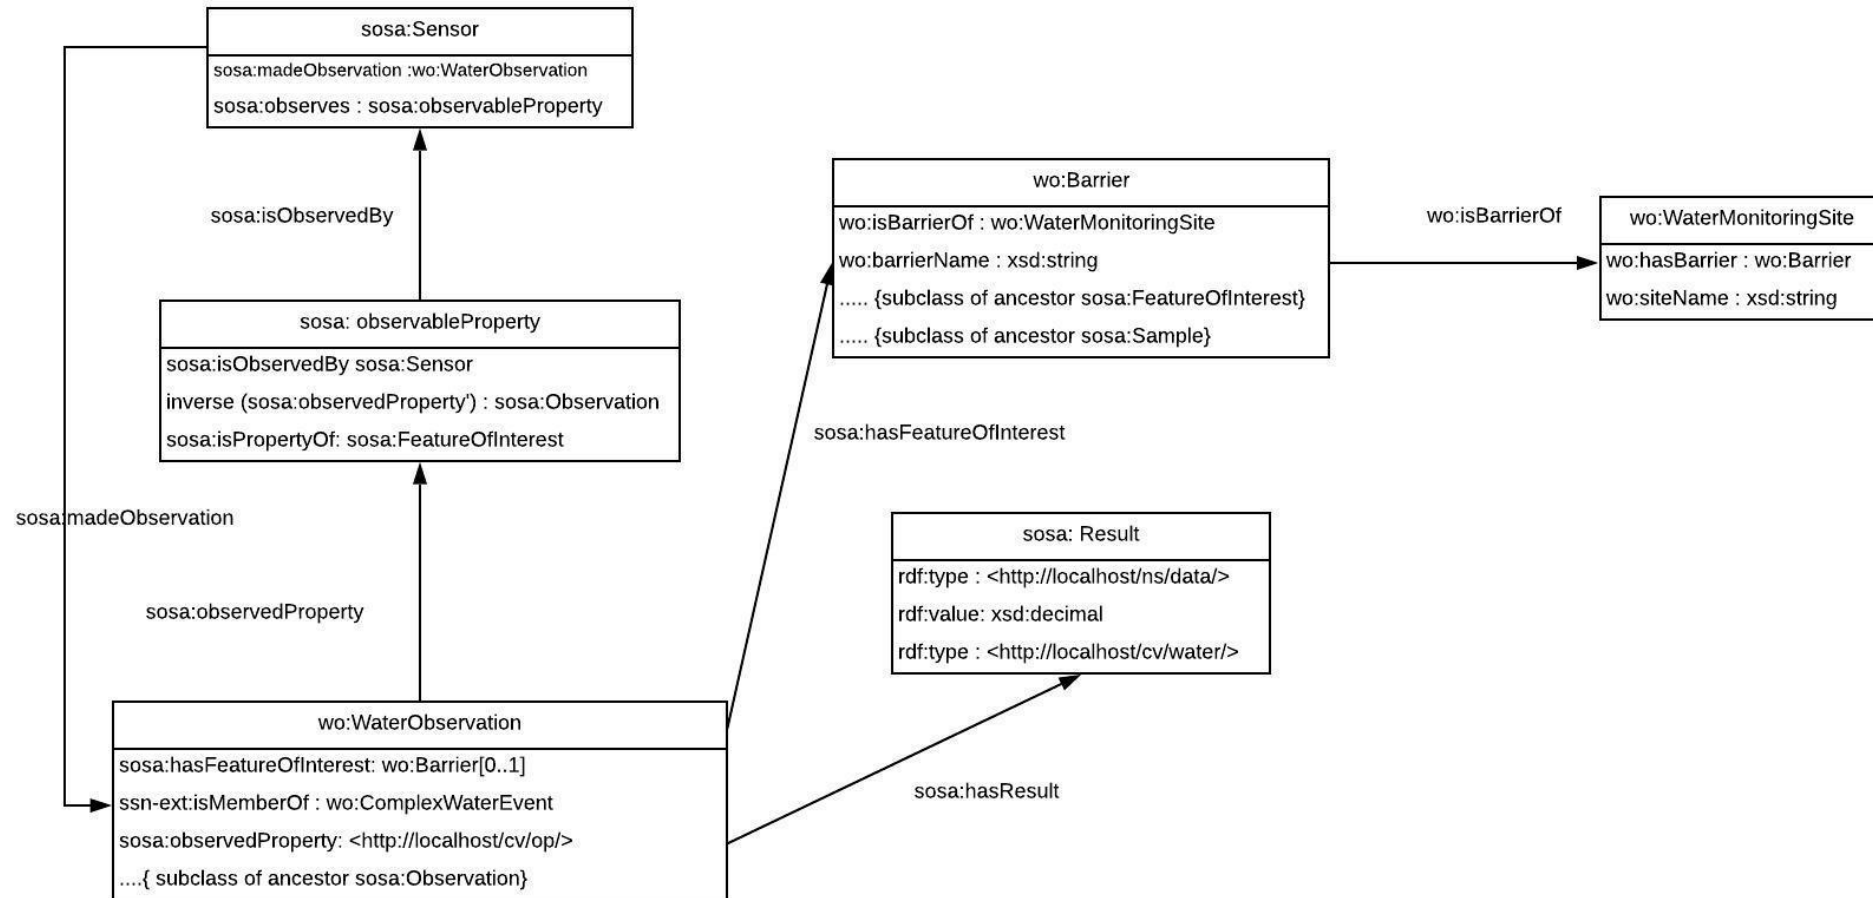 sosa:Sensor
sosa:madeObservation :wo:WaterObservation
sosa:observes : sosa:observableProperty
sosa:isObservedBy
sosa: observableProperty
sosa:isObservedBy sosa:Sensor
inverse (sosa:observedProperty') : sosa:Observation
sosa:isPropertyOf: sosa:FeatureOfInterest
sosa:madeObservation
sosa:observedProperty
wo:WaterObservation
sosa:hasFeatureOfInterest: wo:Barrier[0..1]
ssn-ext:isMemberOf : wo:ComplexWaterEvent
sosa:observedProperty: <http://localhost/cv/op/>
....{ subclass of ancestor sosa:Observation}
wo:Barrier
wo:isBarrierOf : wo:WaterMonitoringSite
wo:barrierName : xsd:string
..... {subclass of ancestor sosa:FeatureOfInterest}
..... {subclass of ancestor sosa:Sample}
wo:isBarrierOf
wo:WaterMonitoringSite
wo:hasBarrier : wo:Barrier
wo:siteName : xsd:string
sosa:hasFeatureOfInterest
sosa: Result
rdf:type : <http://localhost/ns/data/>
rdf:value: xsd:decimal
rdf:type : <http://localhost/cv/water/>
sosa:hasResult